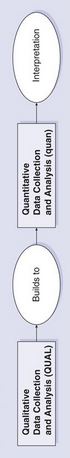 Qualitative
Data Collection
and Analysis (QUAL)
Builds to
Quantitative
Data Collection
and Analysis (quan)
Interpretation